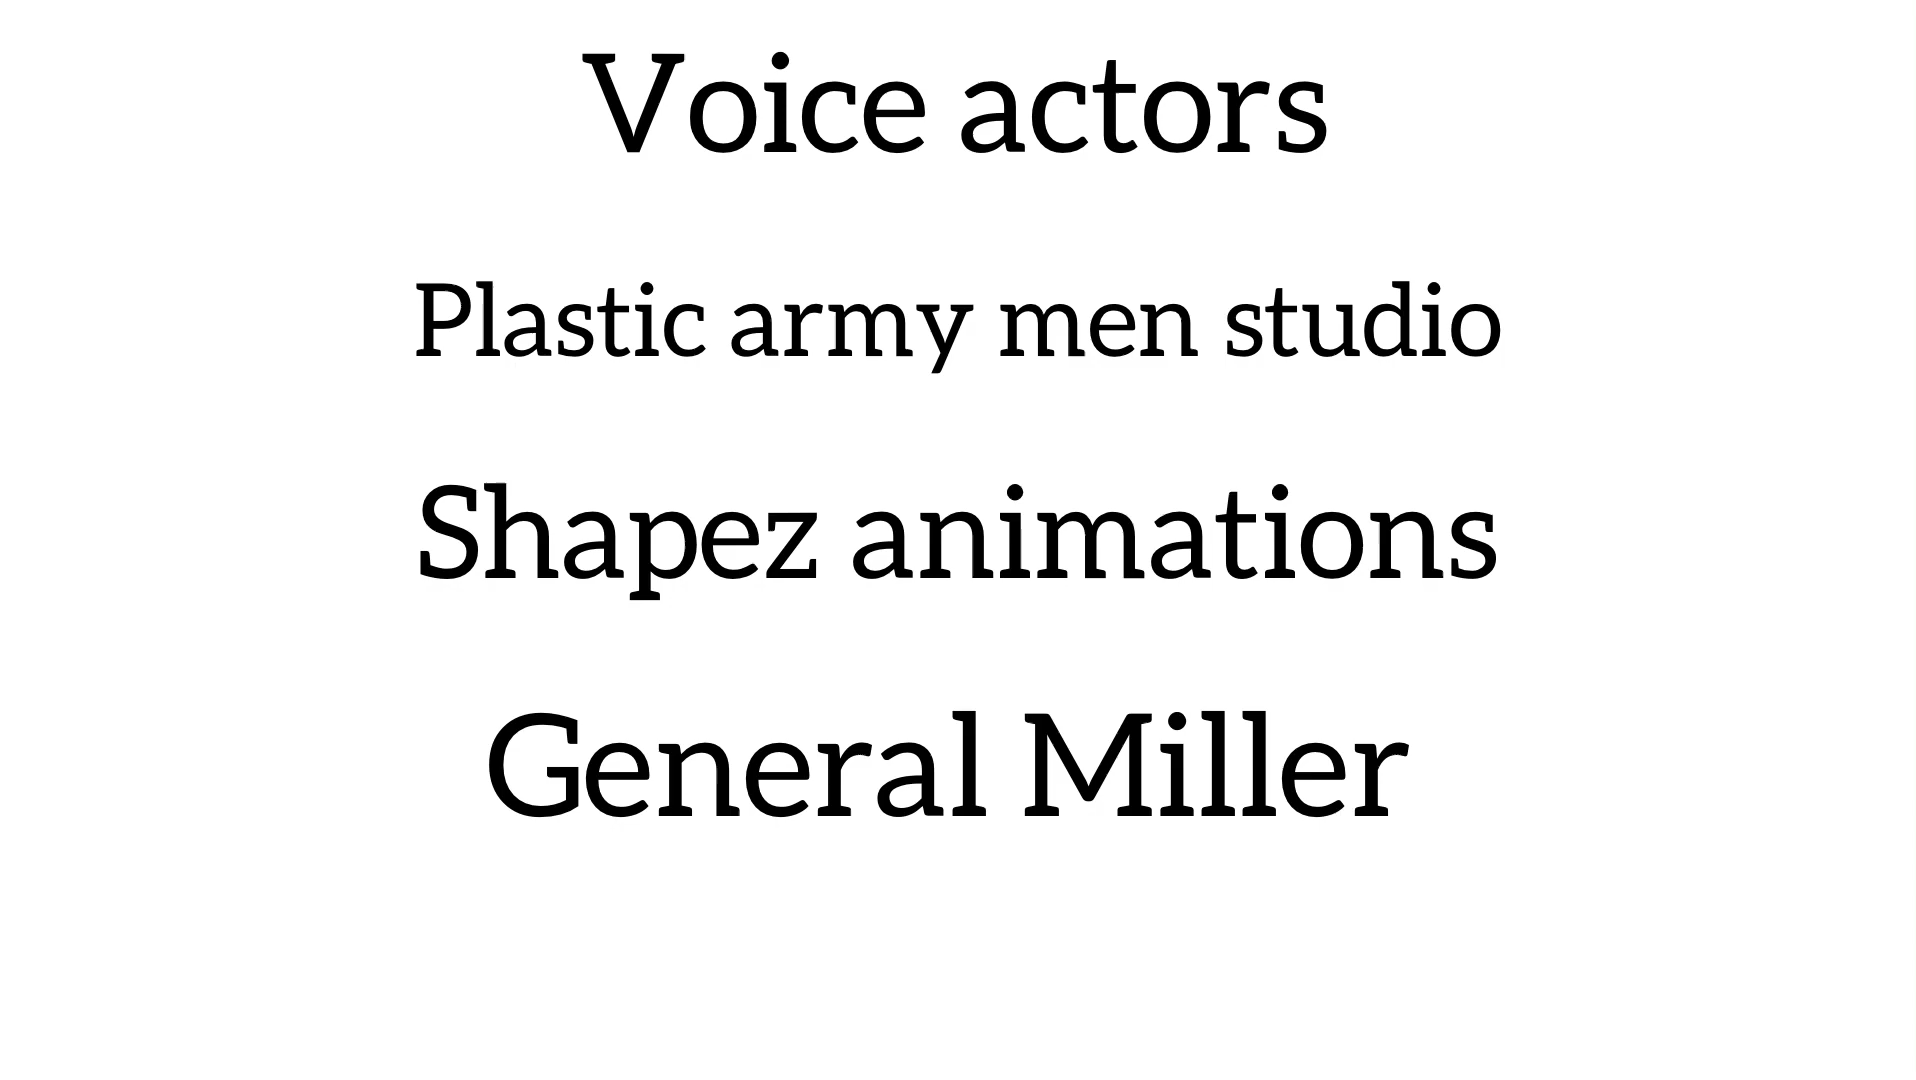 Voice actors
Plastic army men studio
Shapez animations
General Miller